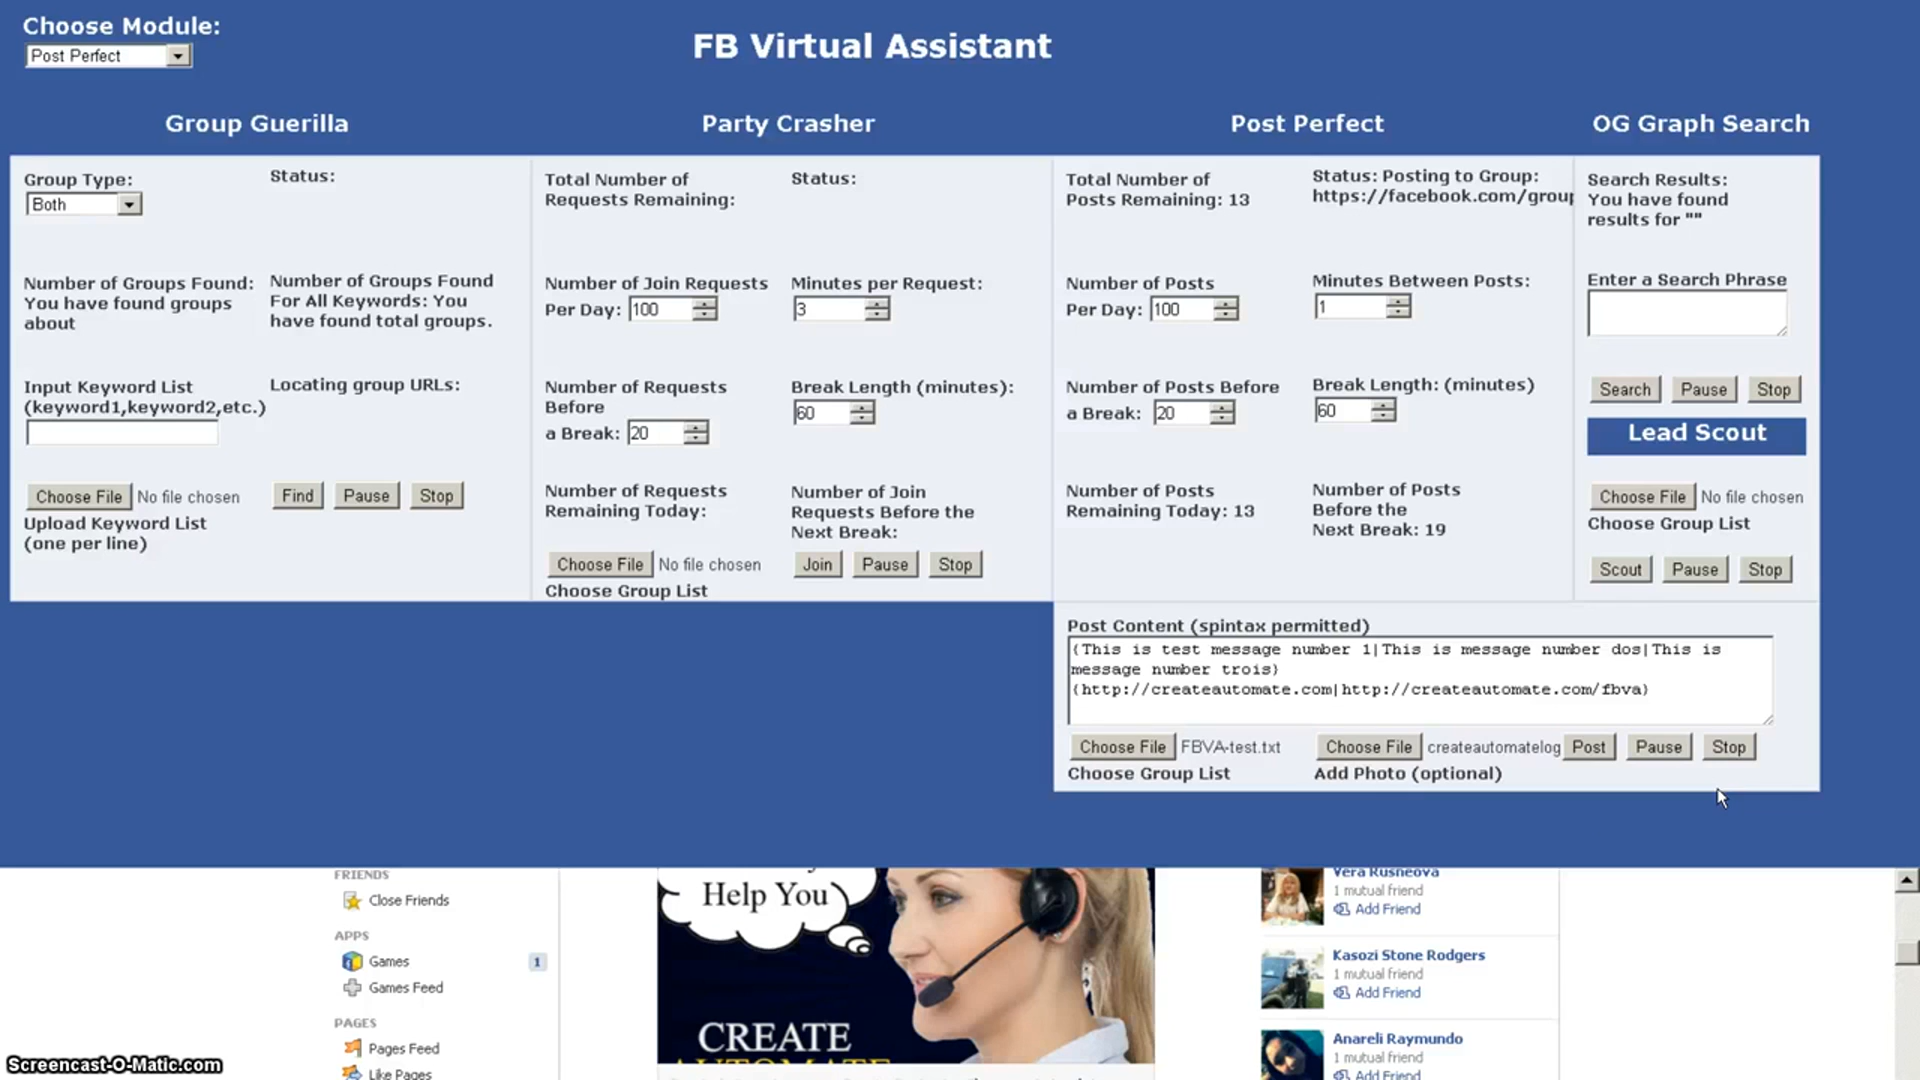 Choose Module:
Post Perfect
FB Virtual Assistant
Group Guerilla
Party Crasher
Post Perfect
OG Graph Search
Group Type:
Both
Status:
Number of Groups Found:
You have found groups
about
Number of Groups Found
For All Keywords: You
have found total groups.
Input Keyword List
(keyword1,keyword2,etc.)
Locating group URLs:
Choose File No file chosen
Upload Keyword List
(one per line)
Find Pause Stop
Total Number of
Requests Remaining:
Status:
Number of Join Requests
Per Day: 100
Minutes per Request:
3
Number of Requests
Before
a Break: 20
Break Length (minutes):
60
Number of Requests
Remaining Today:
Number of Join
Requests Before the
Next Break:
Choose File No file chosen
Choose Group List
Join Pause Stop
Total Number of
Posts Remaining: 13
Status: Posting to Group:
https://facebook.com/group
Number of Posts
Per Day: 100
Minutes Between Posts:
1
Number of Posts Before
a Break: 20
Break Length: (minutes)
60
Number of Posts
Remaining Today: 13
Number of Posts
Before the
Next Break: 19
Search Results:
You have found
results for ""
Enter a Search Phrase
Search Pause Stop
Lead Scout
Choose File No file chosen
Choose Group List
Scout Pause Stop
Post Content (spintax permitted)
{This is test message number 1|This is message number dos|This is
message number trois}
{http://createautomate.com|http://createautomate.com/fbva}
Choose File FBVA-test.txt
Choose Group List
Choose File createautomatelog
Add Photo (optional)
Post Pause Stop
FRIENDS
Close Friends
APPS
Games 1
Games Feed
PAGES
Pages Feed
Like Pages
Help You
CREATE
AUTOMATE
Vera Rusneova
1 mutual friend
Add Friend
Kasozi Stone Rodgers
1 mutual friend
Add Friend
Anareli Raymundo
1 mutual friend
Add Friend
Screencast-O-Matic.com